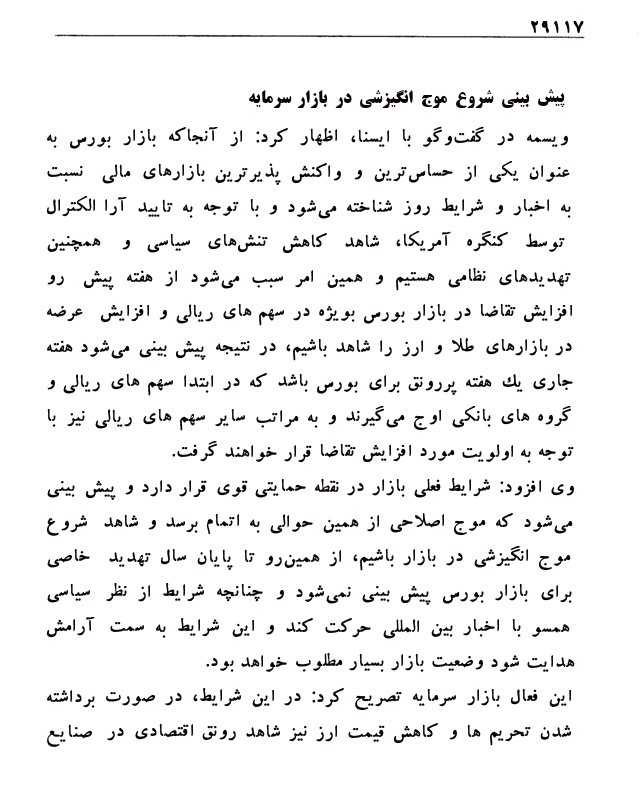 ۲۹۱۱۷
پیش بینی شروع موج انگیزشی در بازار سرمایه
ویسمه در گفت‌وگو با ایسنا، اظهار کرد: از آنجاکه بازار بورس به
عنوان یکی از حساس‌ترین و واکنش پذیرترین بازارهای مالی نسبت
به اخبار و شرایط روز شناخته می‌شود و با توجه به تایید آرا الکترال
توسط کنگره آمریکا، شاهد کاهش تنش‌های سیاسی و همچنین
تهدیدهای نظامی هستیم و همین امر سبب می‌شود از هفته پیش رو
افزایش تقاضا در بازار بورس بویژه در سهم های ریالی و افزایش عرضه
در بازارهای طلا و ارز را شاهد باشیم، در نتیجه پیش بینی می‌شود هفته
جاری یك هفته پررونق برای بورس باشد که در ابتدا سهم های ریالی و
گروه های بانکی اوج می‌گیرند و به مراتب سایر سهم های ریالی نیز با
توجه به اولویت مورد افزایش تقاضا قرار خواهند گرفت.
وی افزود: شرایط فعلی بازار در نقطه حمایتی قوی قرار دارد و پیش بینی
می‌شود که موج اصلاحی از همین حوالی به اتمام برسد و شاهد شروع
موج انگیزشی در بازار باشیم، از همین‌رو تا پایان سال تهدید خاصی
برای بازار بورس پیش بینی نمی‌شود و چنانچه شرایط از نظر سیاسی
همسو با اخبار بین المللی حرکت کند و این شرایط به سمت آرامش
هدایت شود وضعیت بازار بسیار مطلوب خواهد بود.
این فعال بازار سرمایه تصریح کرد: در این شرایط، در صورت برداشته
شدن تحریم ها و کاهش قیمت ارز نیز شاهد رونق اقتصادی در صنایع